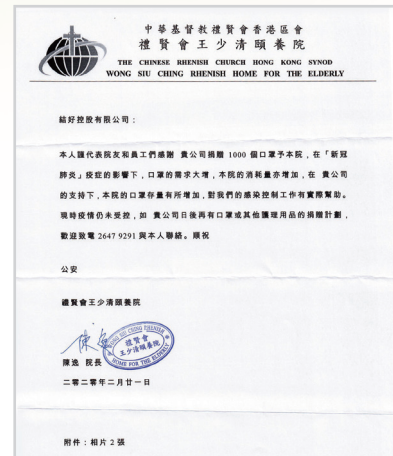 中華基督教禮賢會香港區會
禮賢會王少清頤養院
THE CHINESE RHENISH CHURCH HONG KONG SYNOD
WONG SIU CHING RHENISH HOME FOR THE ELDERLY
結好控股有限公司：
本人謹代表院友和員工們感謝 貴公司捐贈 1000 個口罩予本院，在「新冠
肺炎」疫症的影響下，口罩的需求大增，本院的消耗量亦增加，在 貴公司
的支持下，本院的口罩存量有所增加，對我們的感染控制工作有實際幫助。
現時疫情仍未受控，如 貴公司日後再有口罩或其他護理用品的捐贈計劃，
歡迎致電 2647 9291 與本人聯絡。順祝
公安
禮賢會王少清頤養院
WONG SIU CHING RHENISH
禮賢會
王少清頤養院
HOME FOR THE ELDERLY
陳逸 院長
二零二零年二月廿一日
附件：相片 2 張